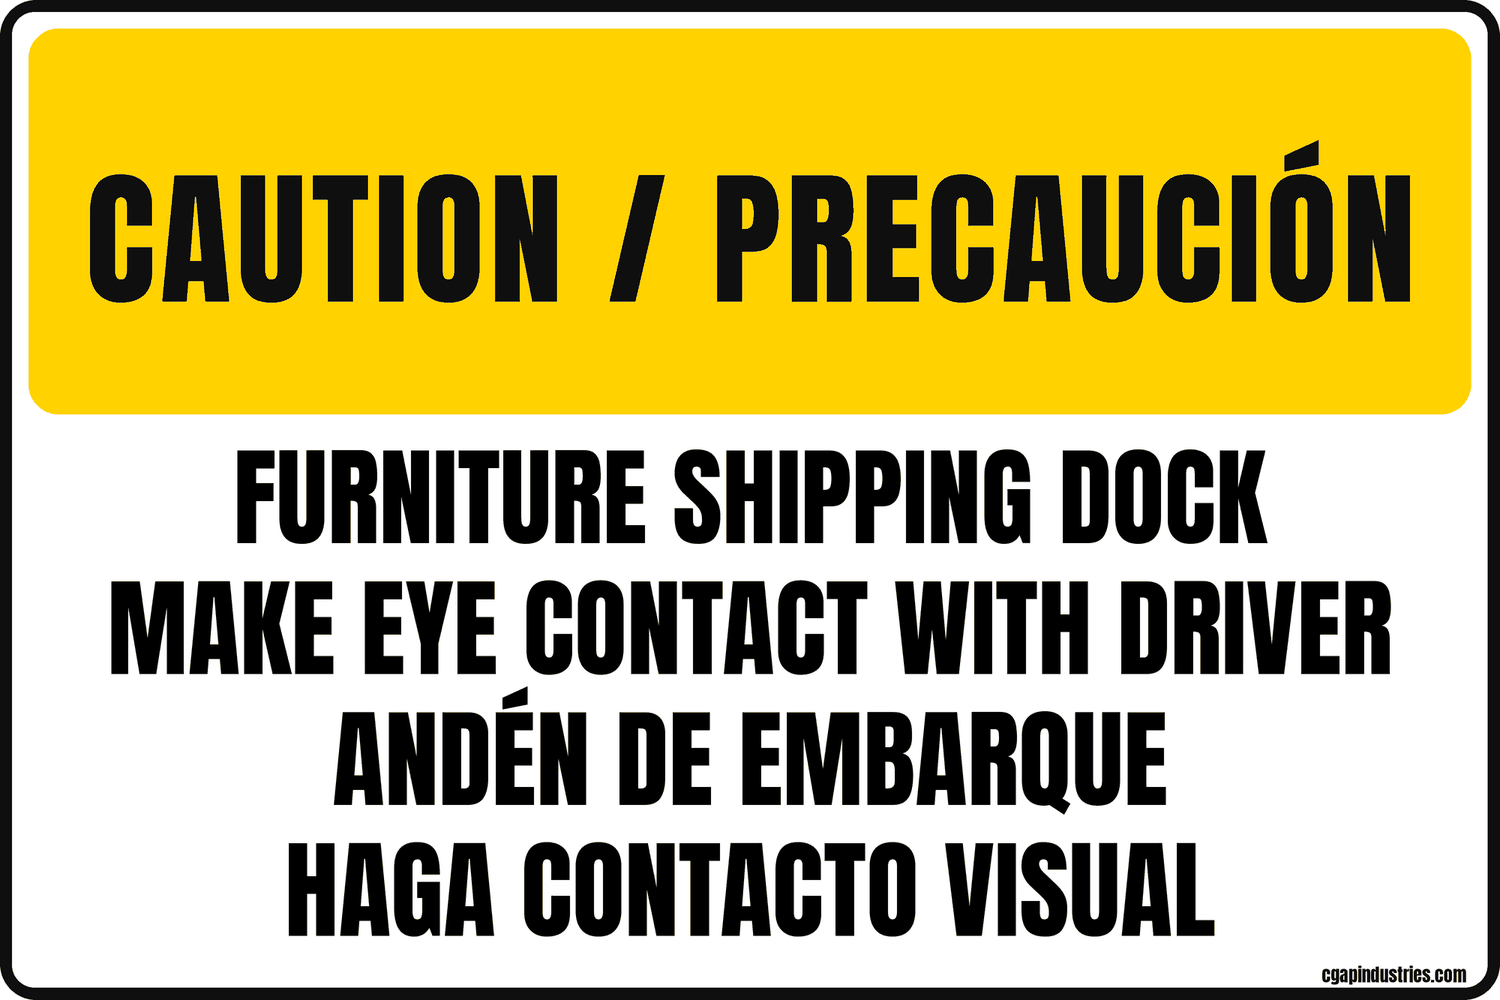 CAUTION / PRECAUCIÓN
FURNITURE SHIPPING DOCK
MAKE EYE CONTACT WITH DRIVER
ANDÉN DE EMBARQUE
HAGA CONTACTO VISUAL
cgapindustries.com